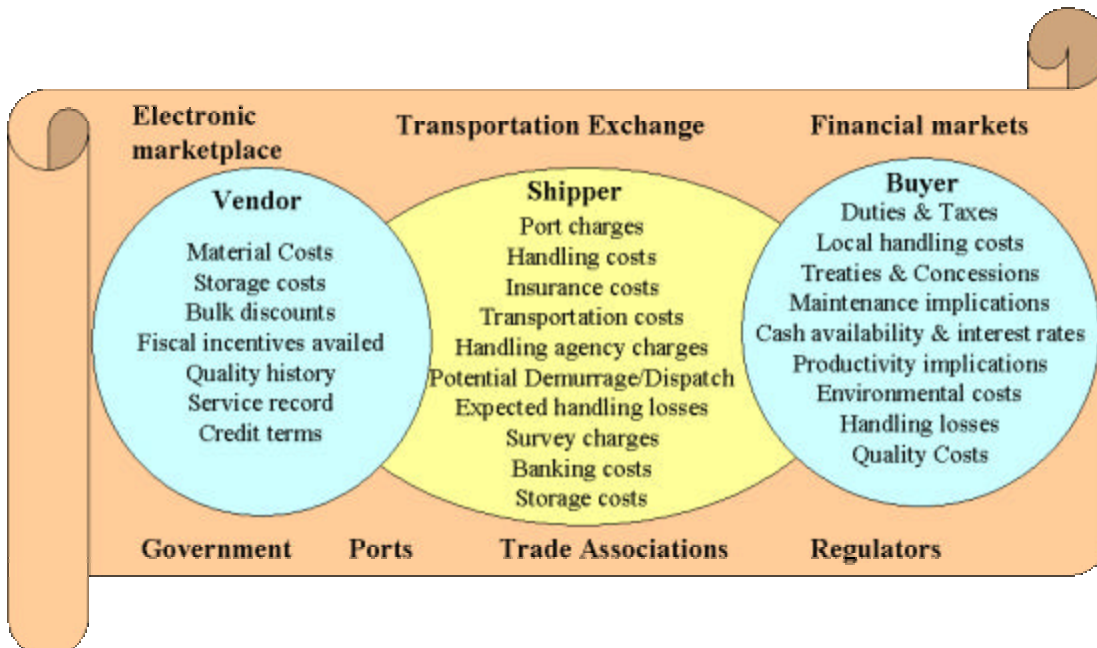 Electronic
marketplace
Transportation Exchange
Financial markets
Vendor
Material Costs
Storage costs
Bulk discounts
Fiscal incentives availed
Quality history
Service record
Credit terms
Shipper
Port charges
Handling costs
Insurance costs
Transportation costs
Handling agency charges
Potential Demurrage/Dispatch
Expected handling losses
Survey charges
Banking costs
Storage costs
Buyer
Duties & Taxes
Local handling costs
Treaties & Concessions
Maintenance implications
Cash availability & interest rates
Productivity implications
Environmental costs
Handling losses
Quality Costs
Government
Ports
Trade Associations
Regulators